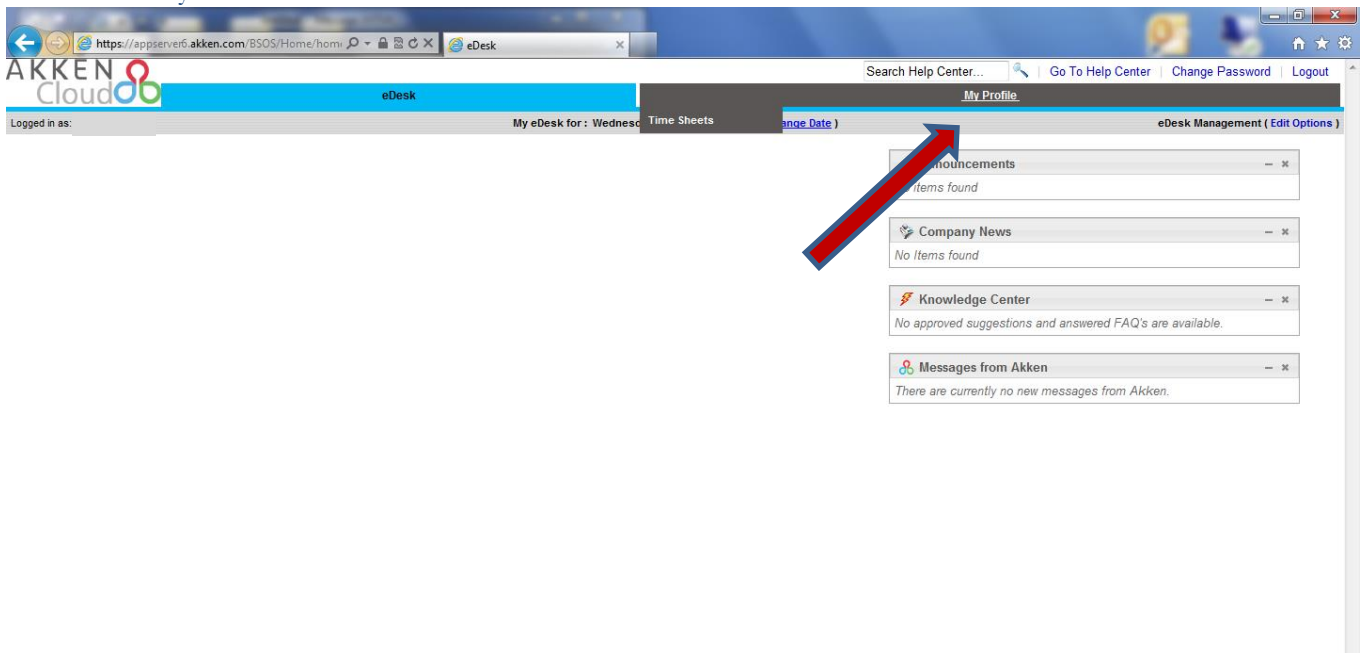 https://appserver6.akken.com/BSOS/Home/hom
eDesk
AKKEN
Cloud
Search Help Center...
Go To Help Center | Change Password | Logout
eDesk
My Profile
Logged in as:
My eDesk for : Wednesd
Time Sheets
ange Date )
eDesk Management ( Edit Options )
nouncements
items found
Company News
No Items found
Knowledge Center
No approved suggestions and answered FAQ's are available.
Messages from Akken
There are currently no new messages from Akken.